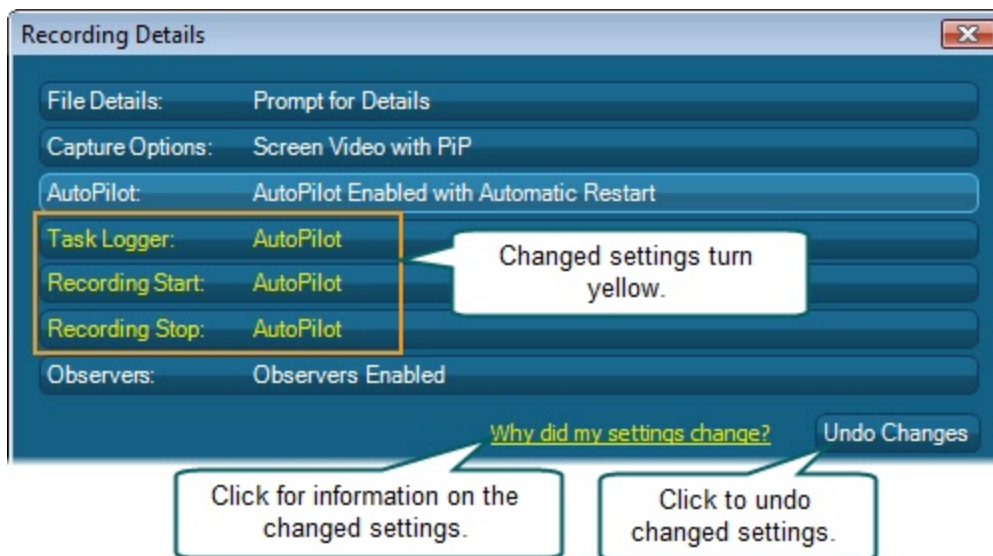 Recording Details
File Details: Prompt for Details
Capture Options: Screen Video with PiP
AutoPilot: AutoPilot Enabled with Automatic Restart
Task Logger: AutoPilot
Recording Start: AutoPilot
Recording Stop: AutoPilot
Changed settings turn
yellow.
Observers: Observers Enabled
Why did my settings change? Undo Changes
Click for information on the
changed settings.
Click to undo
changed settings.